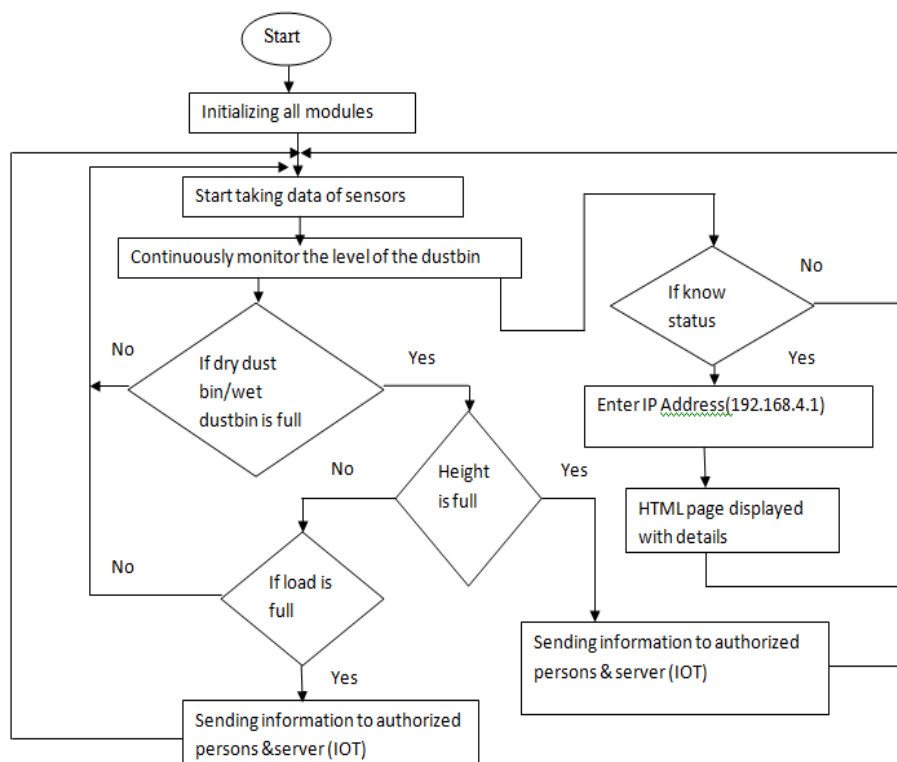 Start
Initializing all modules
Start taking data of sensors
Continuously monitor the level of the dustbin
No
If know
status
No
If dry dust
bin/wet
dustbin is full
Yes
Yes
Enter IP Address(192.168.4.1)
No
Height
is full
Yes
HTML page displayed
with details
No
If load is
full
Sending information to authorized
persons & server (IOT)
Yes
Sending information to authorized
persons &server (IOT)